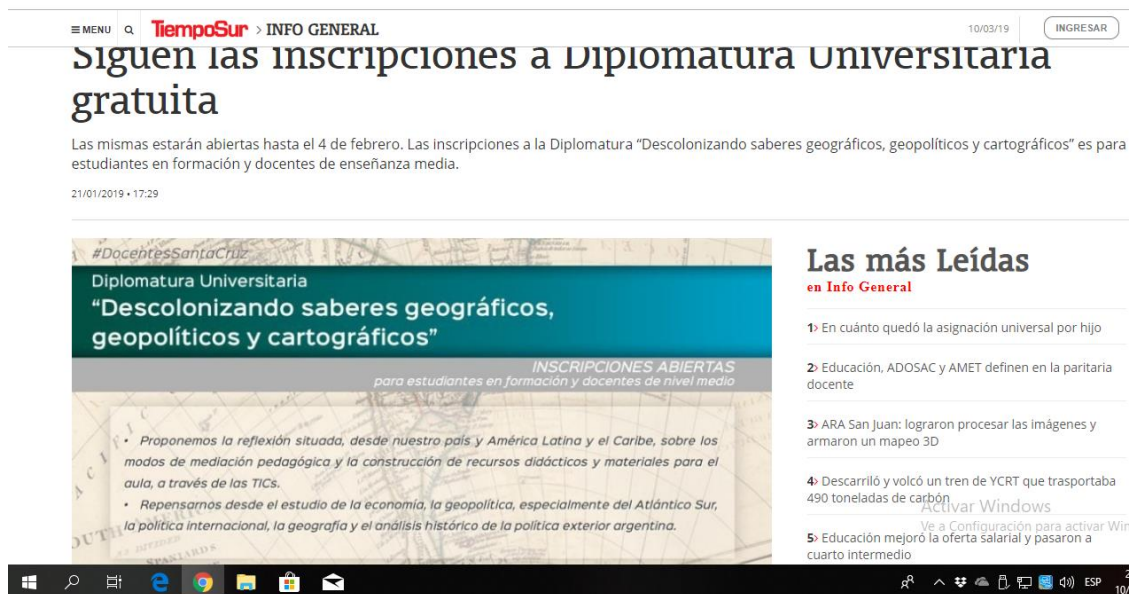 MENU TiempoSur > INFO GENERAL 10/03/19 INGRESAR
Siguen las inscripciones a Diplomatura Universitaria
gratuita
Las mismas estarán abiertas hasta el 4 de febrero. Las inscripciones a la Diplomatura “Descolonizando saberes geográficos, geopolíticos y cartográficos” es para
estudiantes en formación y docentes de enseñanza media.
21/01/2019 • 17:29
#DocentesSantaCruz
Diplomatura Universitaria
“Descolonizando saberes geográficos,
geopolíticos y cartográficos”
INSCRIPCIONES ABIERTAS
para estudiantes en formación y docentes de nivel medio
• Proponemos la reflexión situada, desde nuestro país y América Latina y el Caribe, sobre los
modos de mediación pedagógica y la construcción de recursos didácticos y materiales para el
aula, a través de las TICs.
• Repensarnos desde el estudio de la economía, la geopolítica, especialmente del Atlántico Sur,
la política internacional, la geografía y el análisis histórico de la política exterior argentina.
Las más Leídas
en Info General
1> En cuánto quedó la asignación universal por hijo
2> Educación, ADOSAC y AMET definen en la paritaria
docente
3> ARA San Juan: lograron procesar las imágenes y
armaron un mapeo 3D
4> Descarriló y volcó un tren de YCRT que trasportaba
490 toneladas de carbón
Activar Windows
Ve a Configuración para activar Win
5> Educación mejoró la oferta salarial y pasaron a
cuarto intermedio
ESP